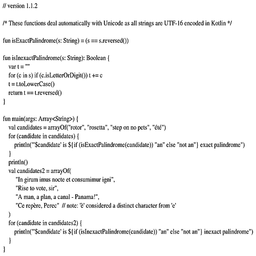 // version 1.1.2
/* These functions deal automatically with Unicode as all strings are UTF-16 encoded in Kotlin */
fun isExactPalindrome(s: String) = (s == s.reversed())
fun isInexactPalindrome(s: String): Boolean {
var t = ""
for (c in s) if (c.isLetterOrDigit()) t += c
t = t.toLowerCase()
return t == t.reversed()
}
fun main(args: Array<String>) {
val candidates = arrayOf("rotor", "rosetta", "step on no pets", "été")
for (candidate in candidates) {
println("'$candidate' is ${if (isExactPalindrome(candidate)) "an" else "not an"} exact palindrome")
}
println()
val candidates2 = arrayOf(
"In girum imus nocte et consumimur igni",
"Rise to vote, sir",
"A man, a plan, a canal - Panama!",
"Ce repère, Perec" // note: 'è' considered a distinct character from 'e'
)
for (candidate in candidates2) {
println("'$candidate' is ${if (isInexactPalindrome(candidate)) "an" else "not an"} inexact palindrome")
}
}